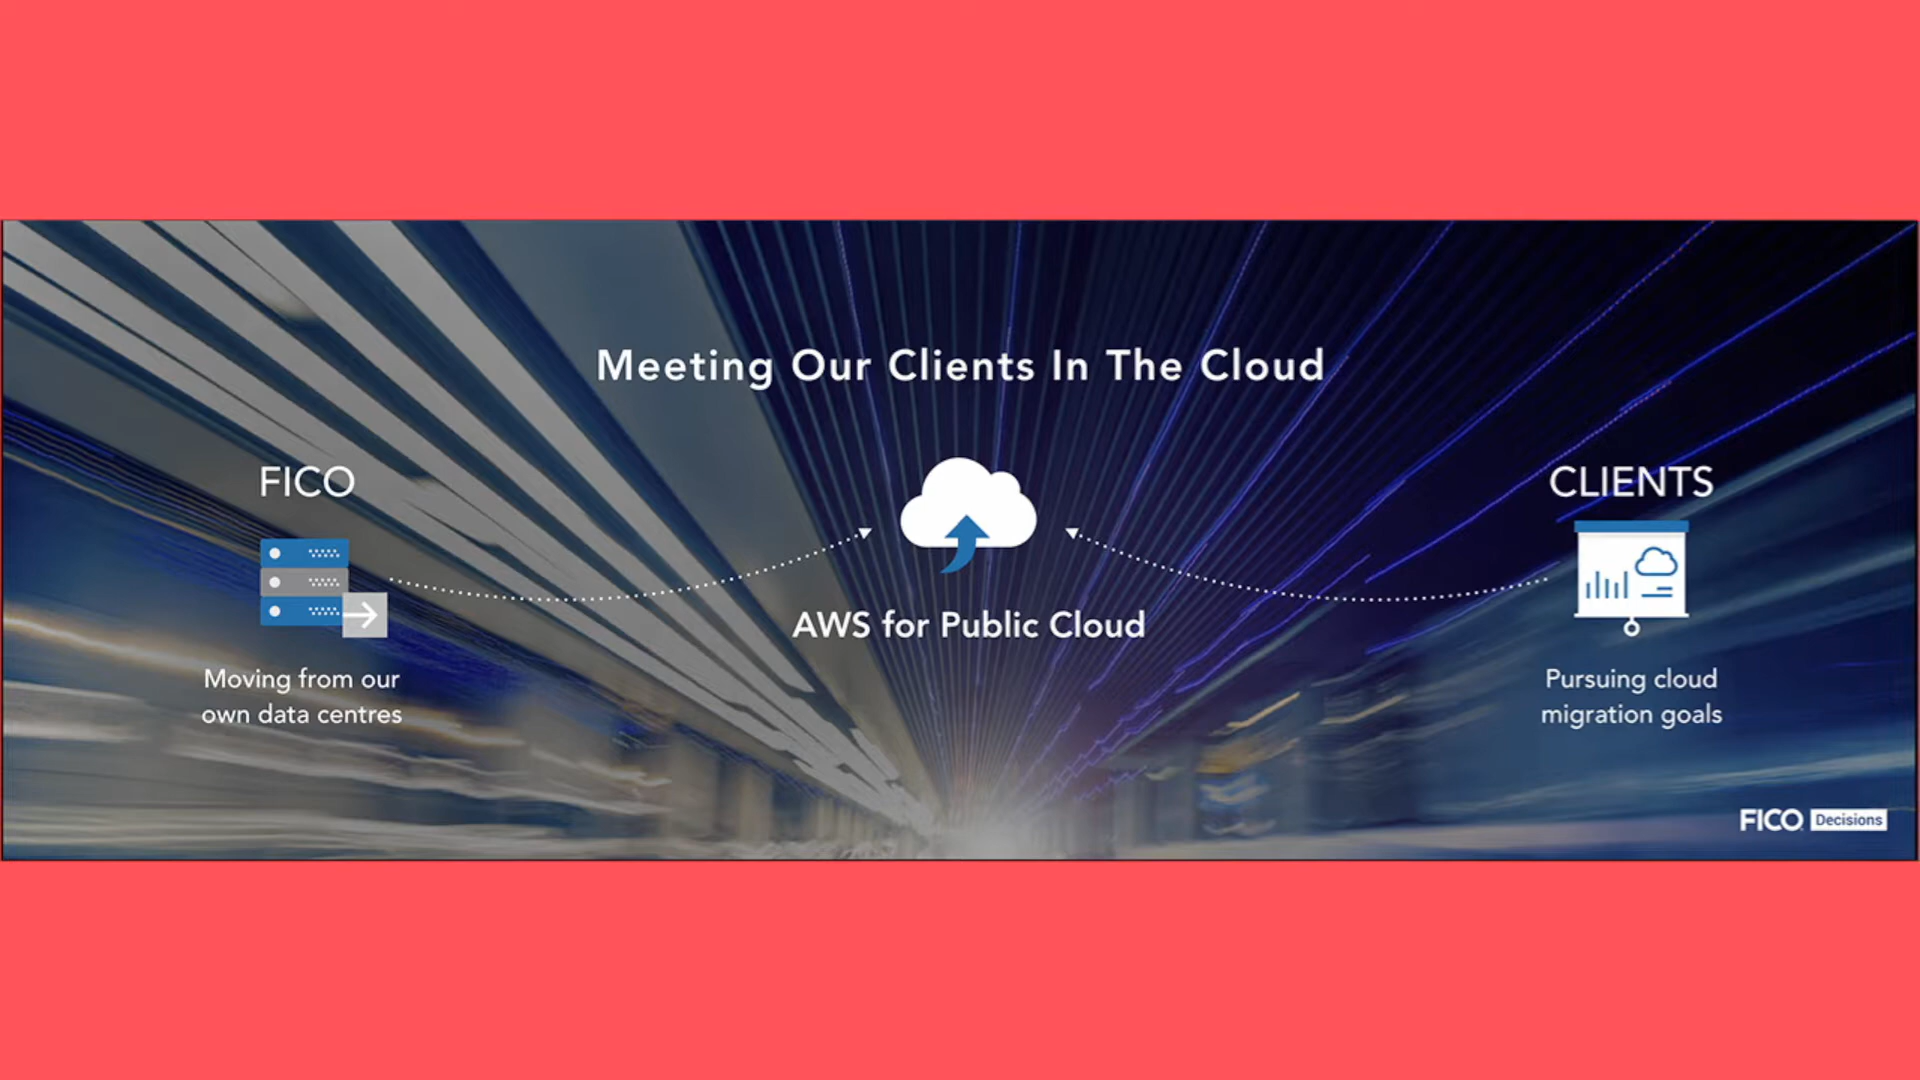 Meeting Our Clients In The Cloud
FICO
Moving from our
own data centres
AWS for Public Cloud
CLIENTS
Pursuing cloud
migration goals
FICO Decisions